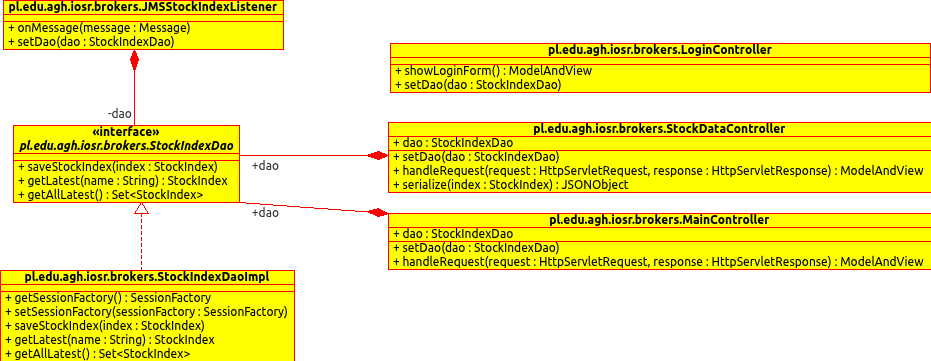 pl.edu.agh.iosr.brokers.JMSStockIndexListener
+ onMessage(message : Message)
+ setDao(dao : StockIndexDao)
pl.edu.agh.iosr.brokers.LoginController
+ showLoginForm() : ModelAndView
+ setDao(dao : StockIndexDao)
-dao
«interface»
pl.edu.agh.iosr.brokers.StockIndexDao
+ saveStockIndex(index : StockIndex)
+ getLatest(name : String) : StockIndex
+ getAllLatest() : Set<StockIndex>
+dao
+dao
pl.edu.agh.iosr.brokers.StockDataController
+ dao : StockIndexDao
+ setDao(dao : StockIndexDao)
+ handleRequest(request : HttpServletRequest, response : HttpServletResponse) : ModelAndView
+ serialize(index : StockIndex) : JSONObject
pl.edu.agh.iosr.brokers.MainController
+ dao : StockIndexDao
+ setDao(dao : StockIndexDao)
+ handleRequest(request : HttpServletRequest, response : HttpServletResponse) : ModelAndView
pl.edu.agh.iosr.brokers.StockIndexDaoImpl
+ getSessionFactory() : SessionFactory
+ setSessionFactory(sessionFactory : SessionFactory)
+ saveStockIndex(index : StockIndex)
+ getLatest(name : String) : StockIndex
+ getAllLatest() : Set<StockIndex>